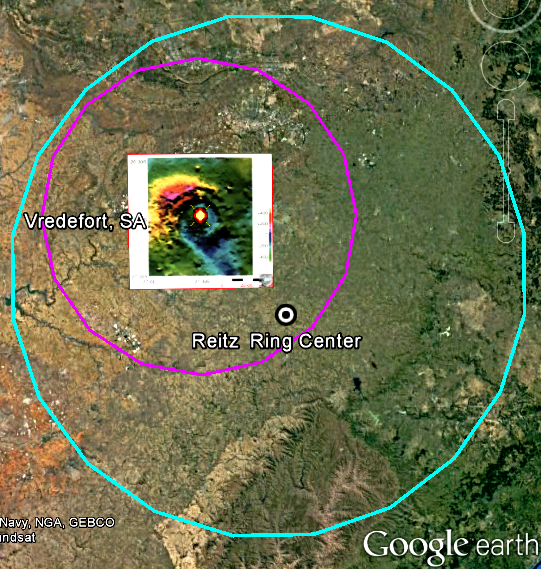 Vredefort, SA
Reitz Ring Center
Navy, NGA, GEBCO
ndsat
Google earth